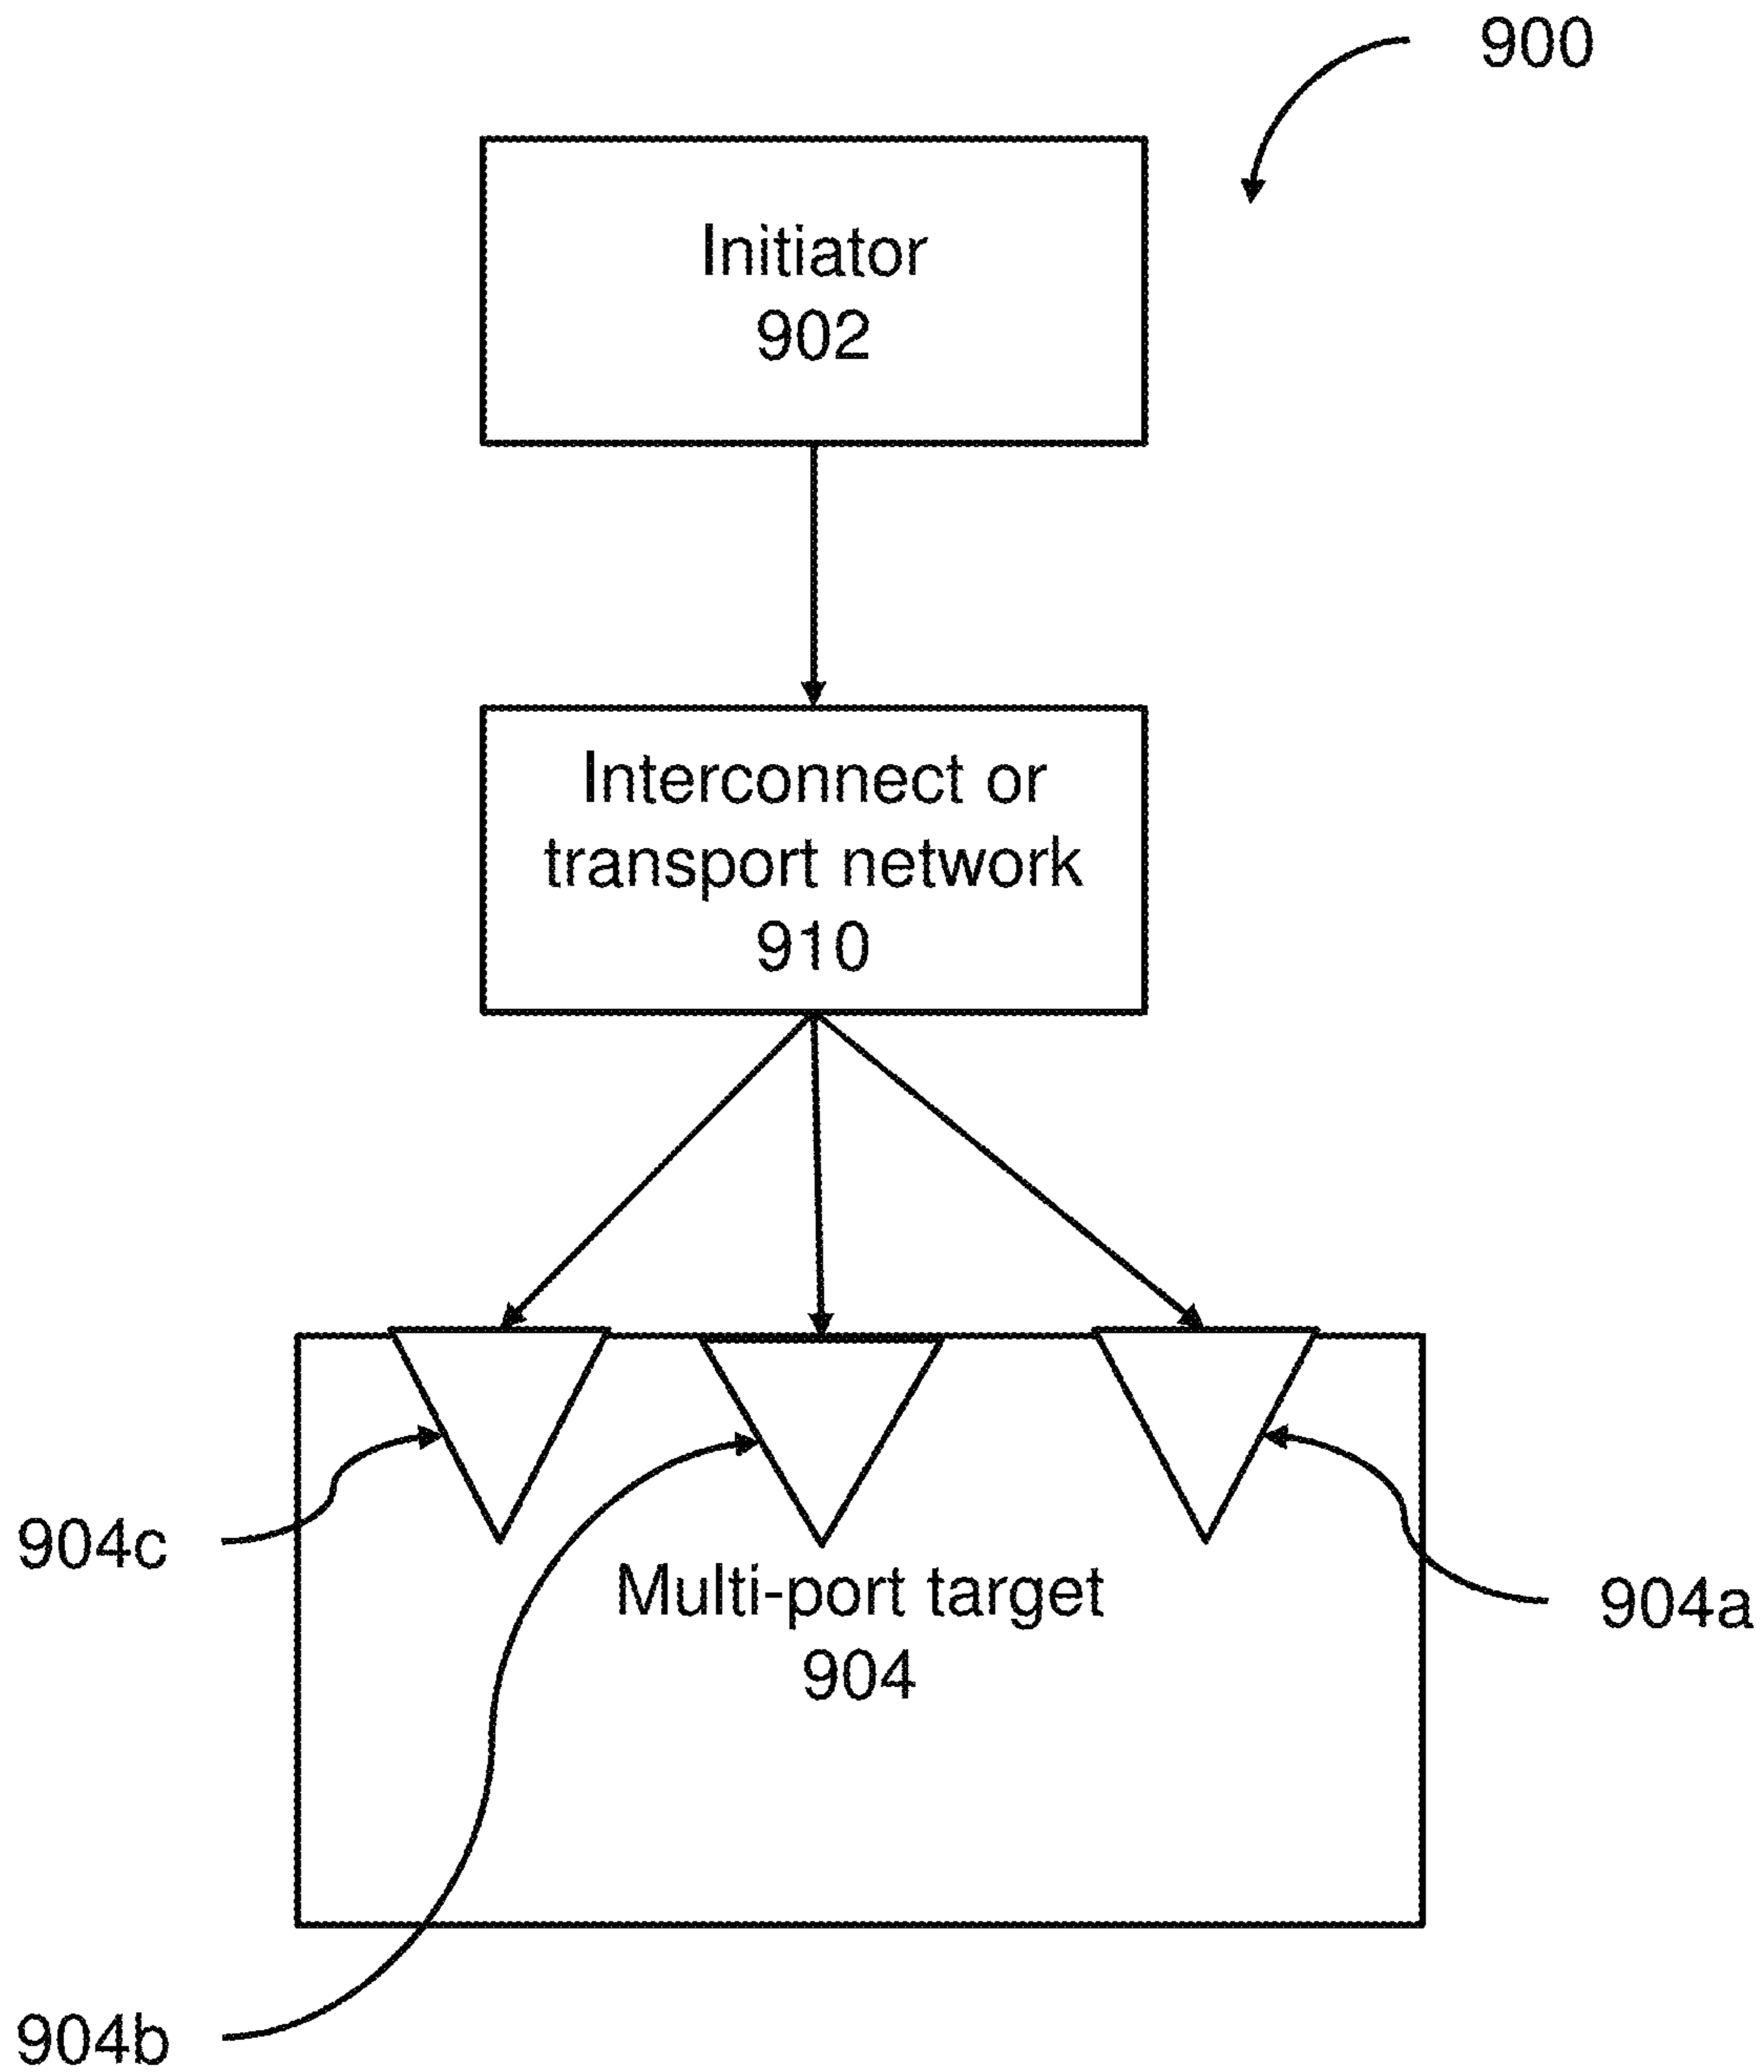 900
Initiator
902
Interconnect or
transport network
910
904c
Multi-port target
904
904a
904b